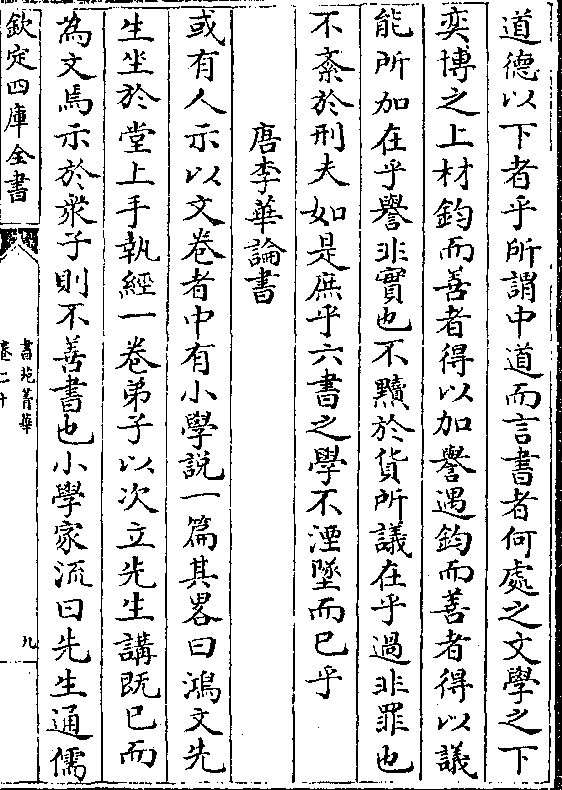 道德以下者乎所謂中道而言書者何處之文學之下
奕博之上材鈞而善者得以加譽遇鈞而善者得以議
能所加在乎譽非實也不黷於貨所議在乎過非罪也
不紊於刑夫如是庶乎六書之學不湮墜而已乎
唐李華論書
或有人示以文卷者中有小學說一篇其畧曰鴻文先
生坐於堂上手執經一卷弟子以次立先生講既已而
為文焉示於衆子則不善書也小學家流曰先生通儒
欽定四庫全書
書苑菁華
卷二十
九